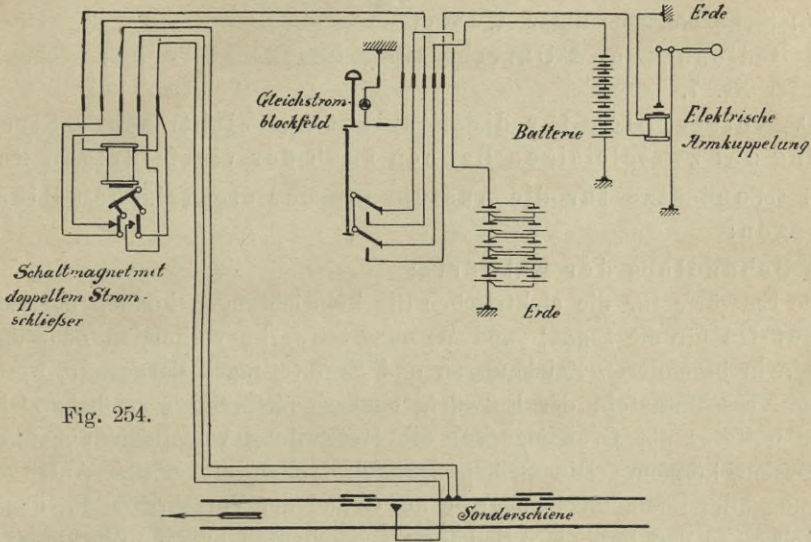 Erde
Gleichstrom-
blockfeld
Batterie
Elektrische
Armkuppelung
Schaltmagnet mit
doppeltem Strom-
schließer
Erde
Fig. 254.
Sonderschiene